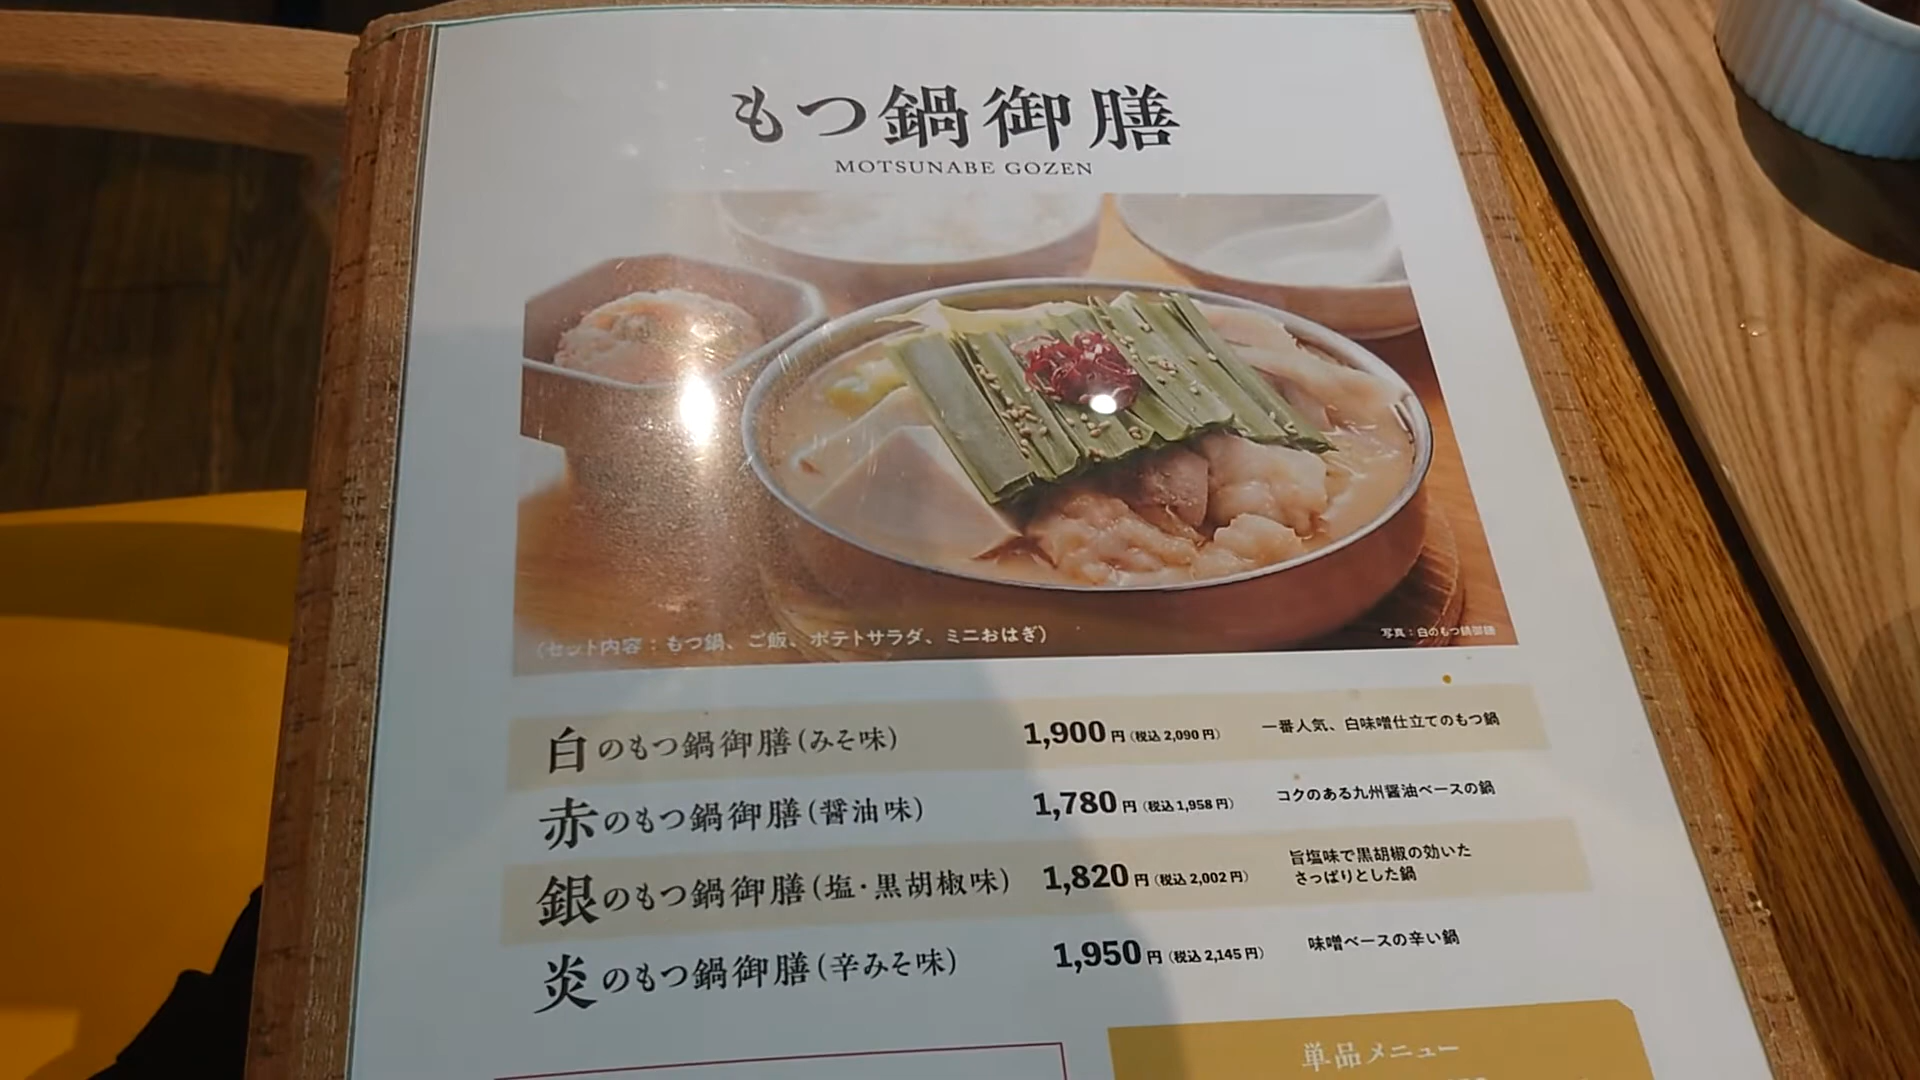 もつ鍋御膳
MOTSUNABE GOZEN
(セット内容：もつ鍋、ご飯、ポテトサラダ、ミニおはぎ)
写真：白のもつ鍋御膳
白のもつ鍋御膳(みそ味) 1,900円(税込2,090円) 一番人気、白味噌仕立てのもつ鍋
赤のもつ鍋御膳(醤油味) 1,780円(税込1,958円) コクのある九州醤油ベースの鍋
銀のもつ鍋御膳(塩・黒胡椒味) 1,820円(税込2,002円) 旨塩味で黒胡椒の効いた
さっぱりとした鍋
炎のもつ鍋御膳(辛みそ味) 1,950円(税込2,145円) 味噌ベースの辛い鍋
単品メニュー